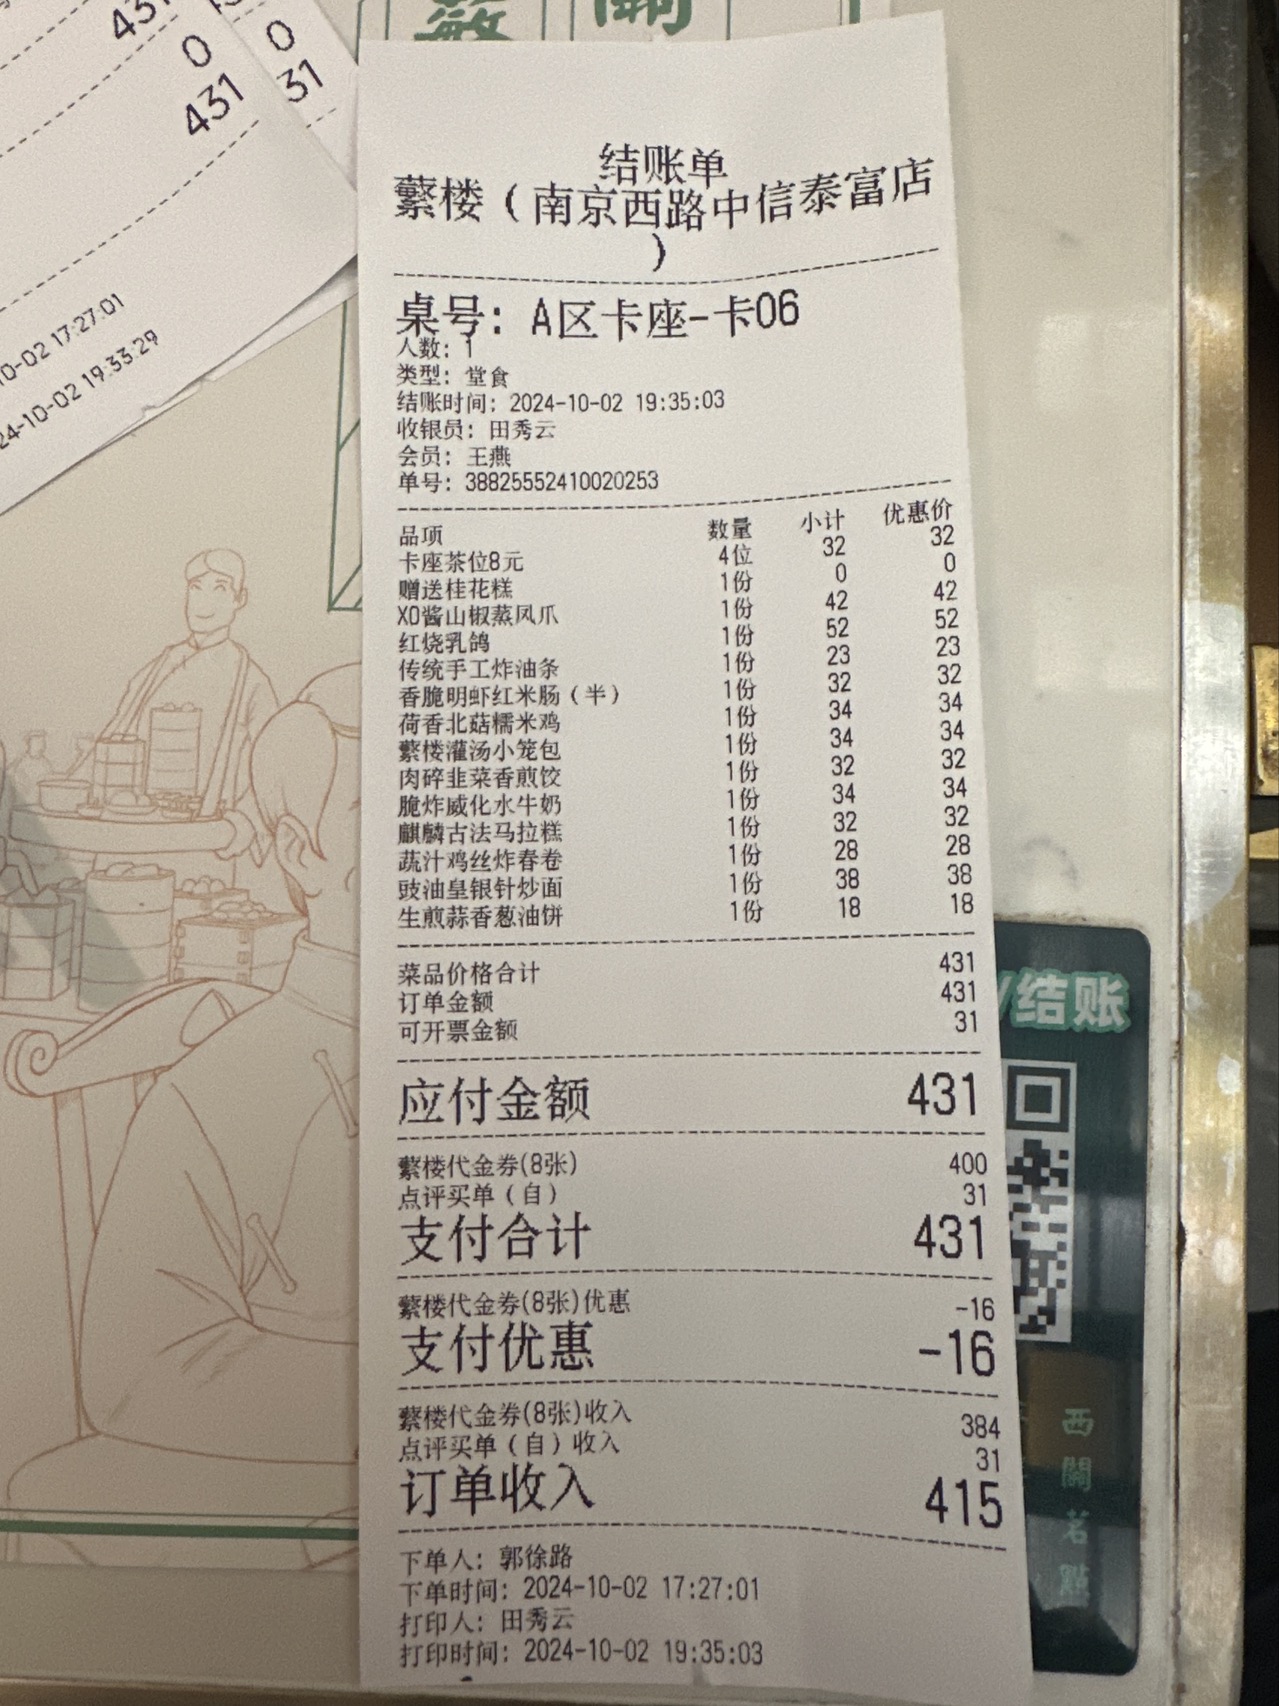 431
0
431
0
31
10-02 17:27:01
24-10-02 19:33:29
結账单
蘩楼（南京西路中信泰富店
）
桌号：A区卡座-卡06
人数：1
类型：堂食
结账时间：2024-10-02 19:35:03
收银员：田秀云
会员：王燕
单号：38825552410020253
品项 数量 小计 优惠价
卡座茶位8元 4位 32 32
赠送桂花糕 1份 0 0
XO酱山椒蒸凤爪 1份 42 42
红烧乳鸽 1份 52 52
传统手工炸油条 1份 23 23
香脆明虾红米肠（半） 1份 32 32
荷香北菇糯米鸡 1份 34 34
蘩楼灌汤小笼包 1份 34 34
肉碎韭菜香煎饺 1份 32 32
脆炸威化水牛奶 1份 34 34
麒麟古法马拉糕 1份 32 32
蔬汁鸡丝炸春卷 1份 28 28
豉油皇银针炒面 1份 38 38
生煎蒜香葱油饼 1份 18 18
菜品价格合计 431
订单金额 431
可开票金额 31
应付金额 431
蘩楼代金券(8张) 400
点评买单（自） 31
支付合计 431
蘩楼代金券(8张)优惠 -16
支付优惠 -16
蘩楼代金券(8张)收入 384
点评买单（自）收入 31
订单收入 415
下单人：郭徐路
下单时间：2024-10-02 17:27:01
打印人：田秀云
打印时间：2024-10-02 19:35:03
/结账
西關名點